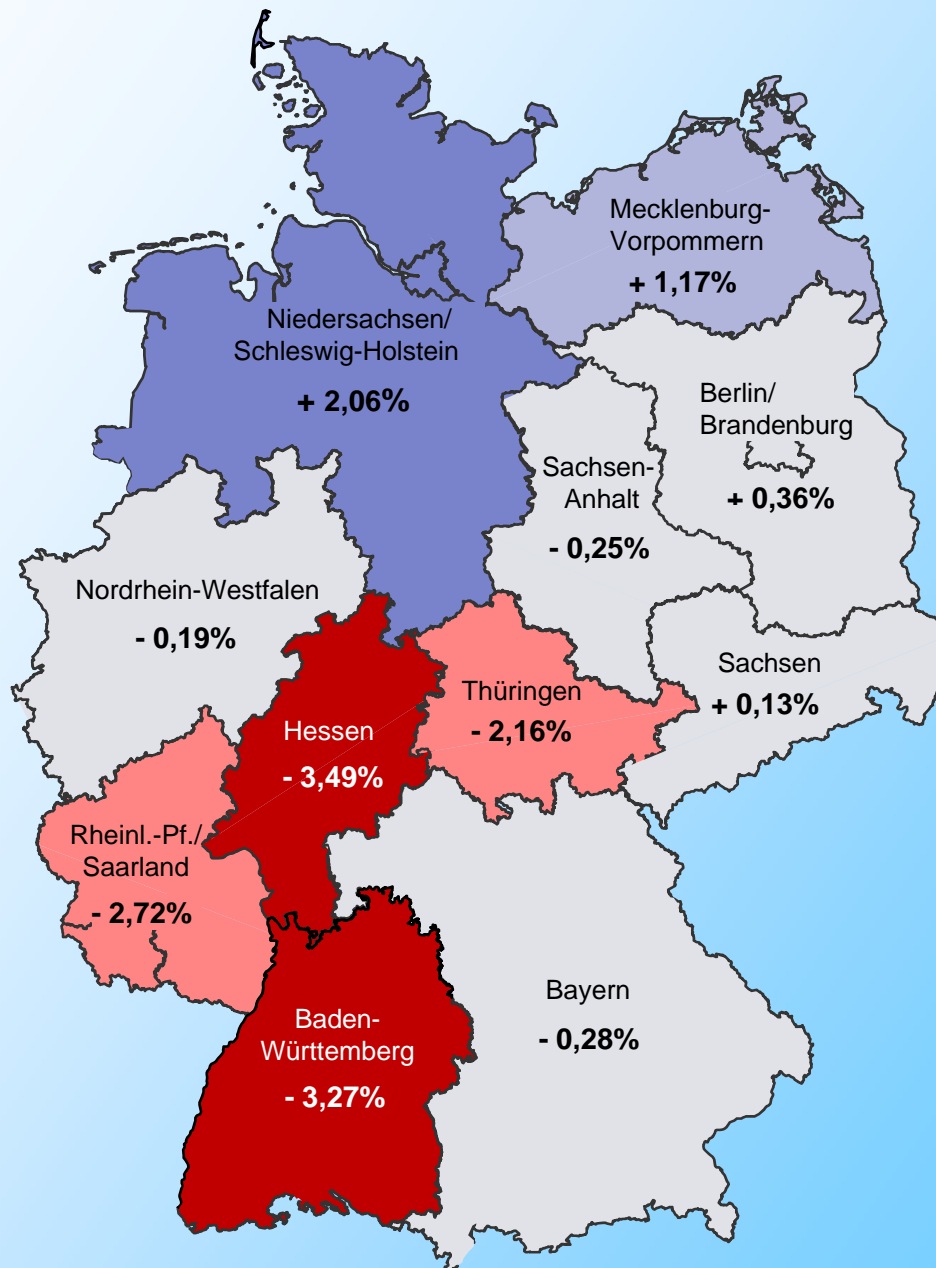 Mecklenburg-
Vorpommern
+ 1,17%
Niedersachsen/
Schleswig-Holstein
+ 2,06%
Berlin/
Brandenburg
+ 0,36%
Sachsen-
Anhalt
- 0,25%
Nordrhein-Westfalen
- 0,19%
Sachsen
+ 0,13%
Thüringen
- 2,16%
Hessen
- 3,49%
Rheinl.-Pf./
Saarland
- 2,72%
Bayern
- 0,28%
Baden-
Württemberg
- 3,27%